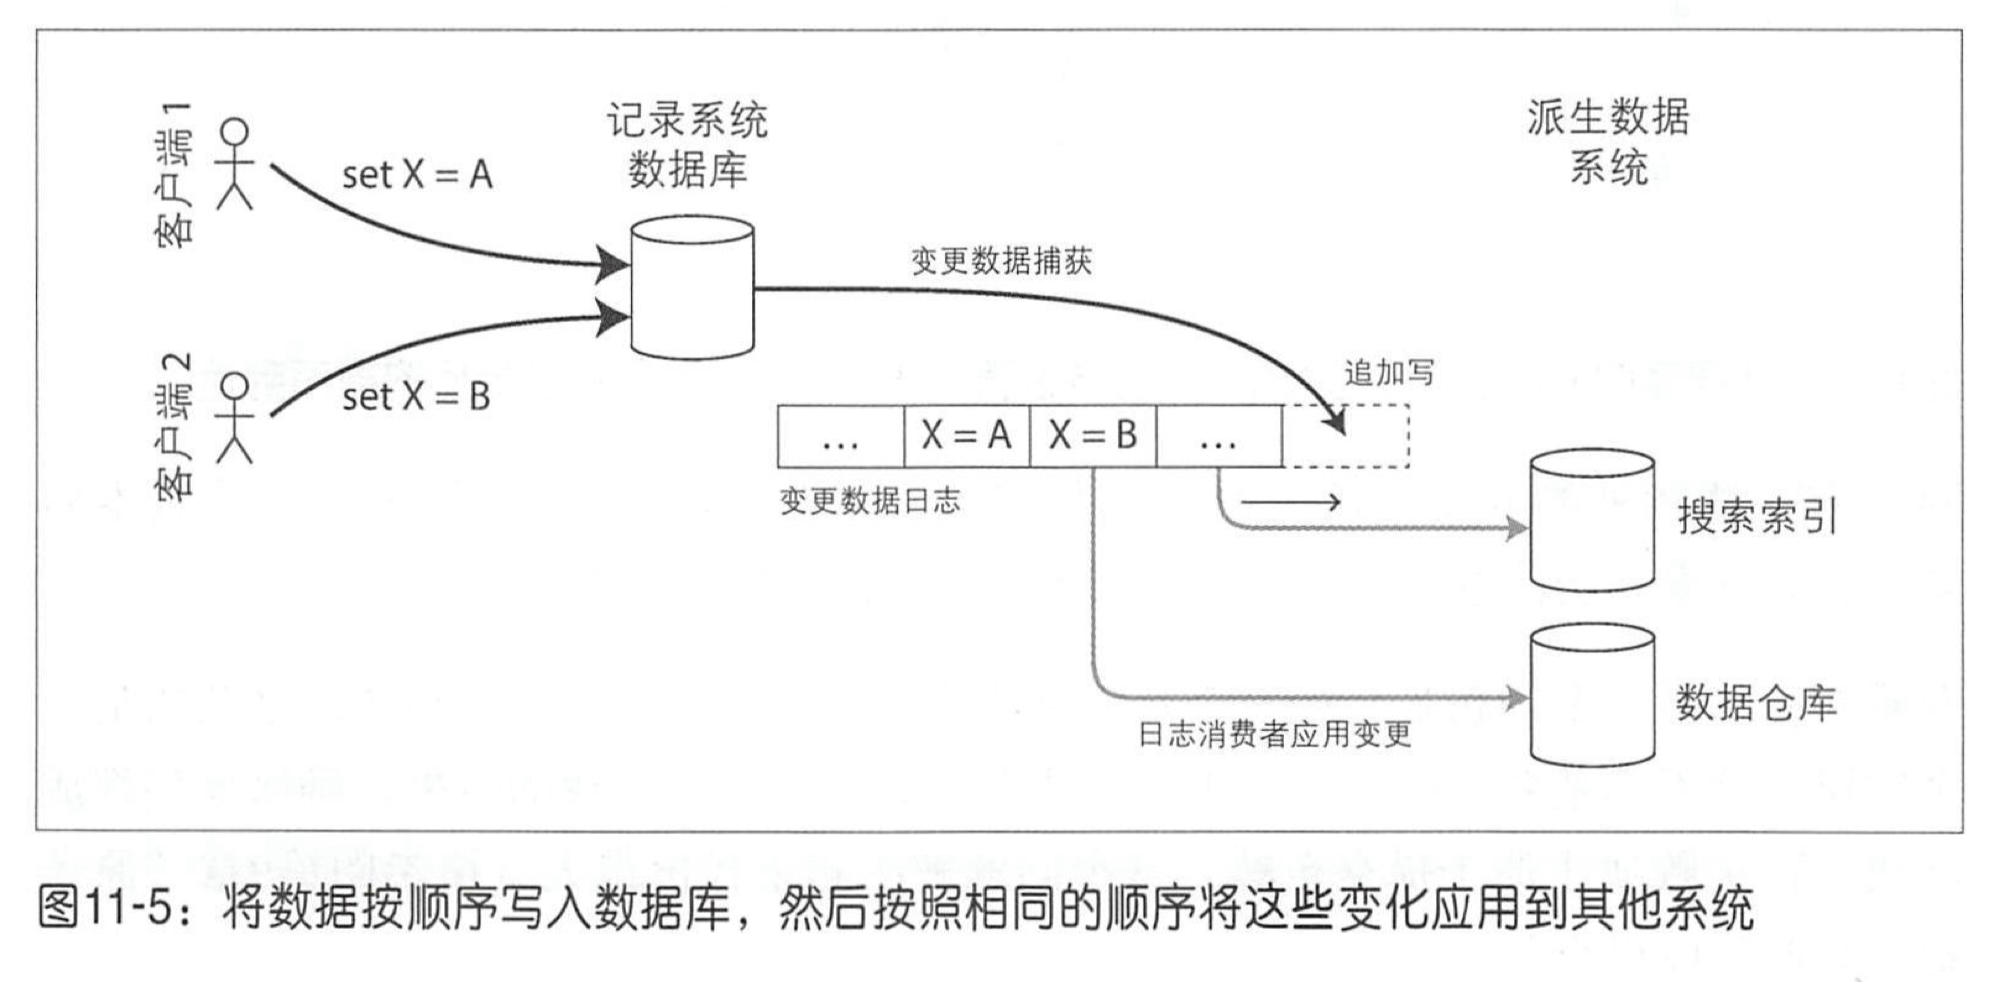 客户端 1
set X = A
记录系统
数据库
派生数据
系统
变更数据捕获
客户端 2
set X = B
追加写
... X = A X = B ...
变更数据日志
搜索索引
数据仓库
日志消费者应用变更
图11-5：将数据按顺序写入数据库，然后按照相同的顺序将这些变化应用到其他系统